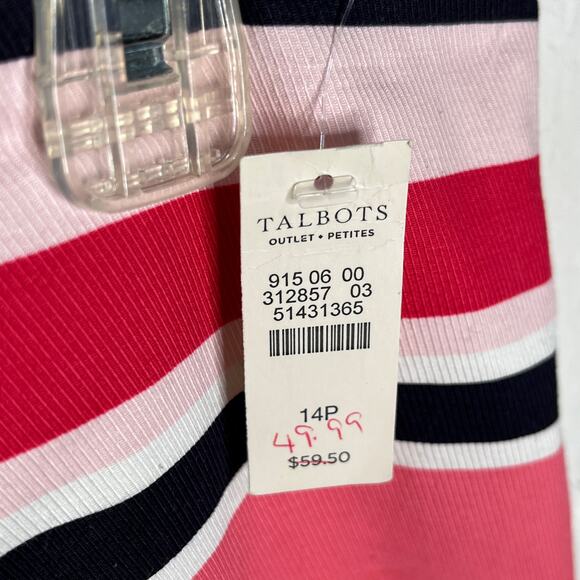 TALBOTS
OUTLET • PETITES
915 06 00
312857 03
51431365
14P
49.99
$59.50